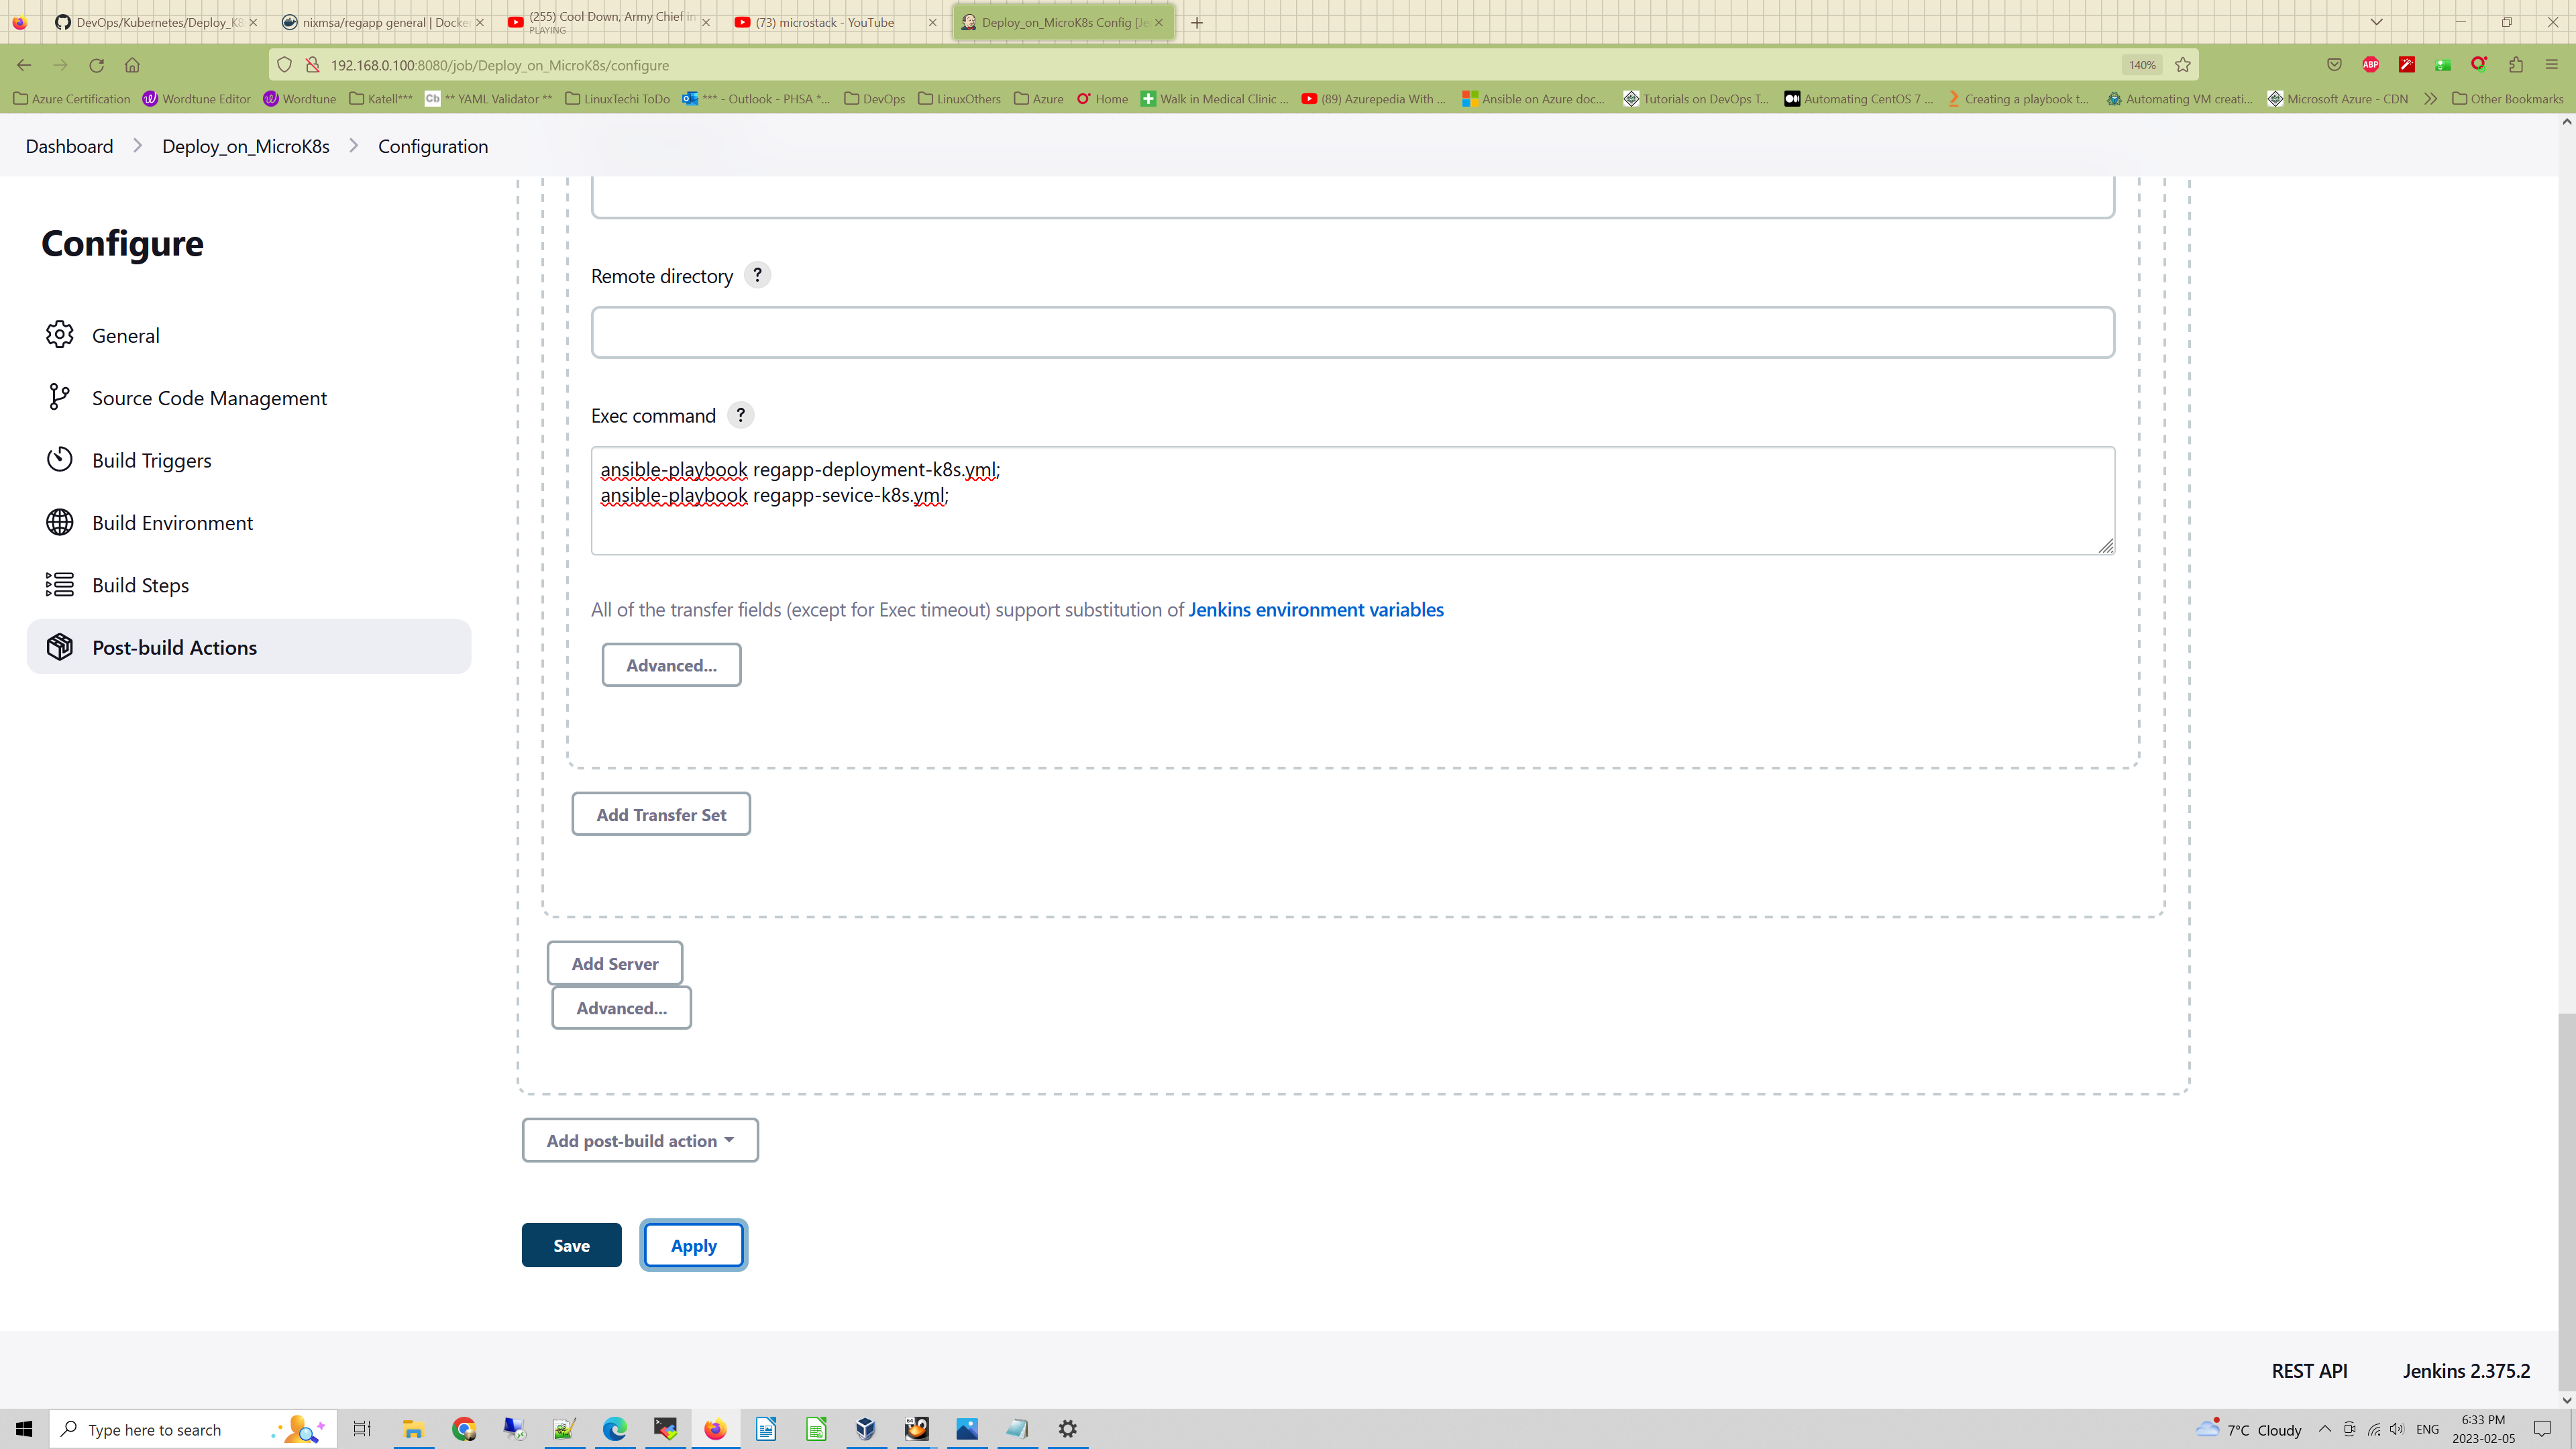 DevOps/Kubernetes/Deploy_K8
nixmsa/regapp general | Docke
(255) Cool Down, Army Chief in
PLAYING
(73) microstack - YouTube
Deploy_on_MicroK8s Config [Je
192.168.0.100:8080/job/Deploy_on_MicroK8s/configure
140%
ABP
Azure Certification
Wordtune Editor
Wordtune
Katell***
Cb
** YAML Validator **
LinuxTechi ToDo
*** - Outlook - PHSA *...
DevOps
LinuxOthers
Azure
Home
Walk in Medical Clinic ...
(89) Azurepedia With ...
Ansible on Azure doc...
Tutorials on DevOps T...
Automating CentOS 7 ...
Creating a playbook t...
Automating VM creati...
Microsoft Azure - CDN
Other Bookmarks
Dashboard
Deploy_on_MicroK8s
Configuration
Configure
General
Source Code Management
Build Triggers
Build Environment
Build Steps
Post-build Actions
Remote directory ?
Exec command ?
ansible-playbook regapp-deployment-k8s.yml;
ansible-playbook regapp-sevice-k8s.yml;
All of the transfer fields (except for Exec timeout) support substitution of Jenkins environment variables
Advanced...
Add Transfer Set
Add Server
Advanced...
Add post-build action
Save
Apply
REST API
Jenkins 2.375.2
Type here to search
7°C Cloudy
ENG
6:33 PM
2023-02-05